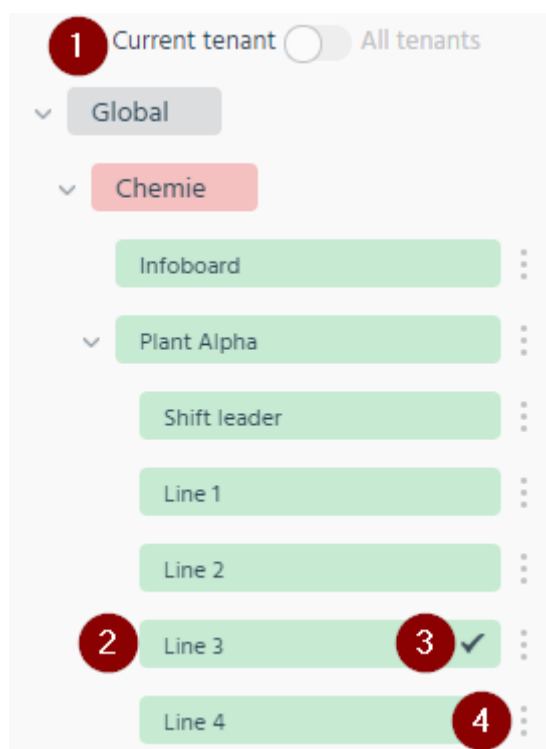 1 Current tenant All tenants
Global
Chemie
Infoboard
Plant Alpha
Shift leader
Line 1
Line 2
2 Line 3 3
Line 4 4